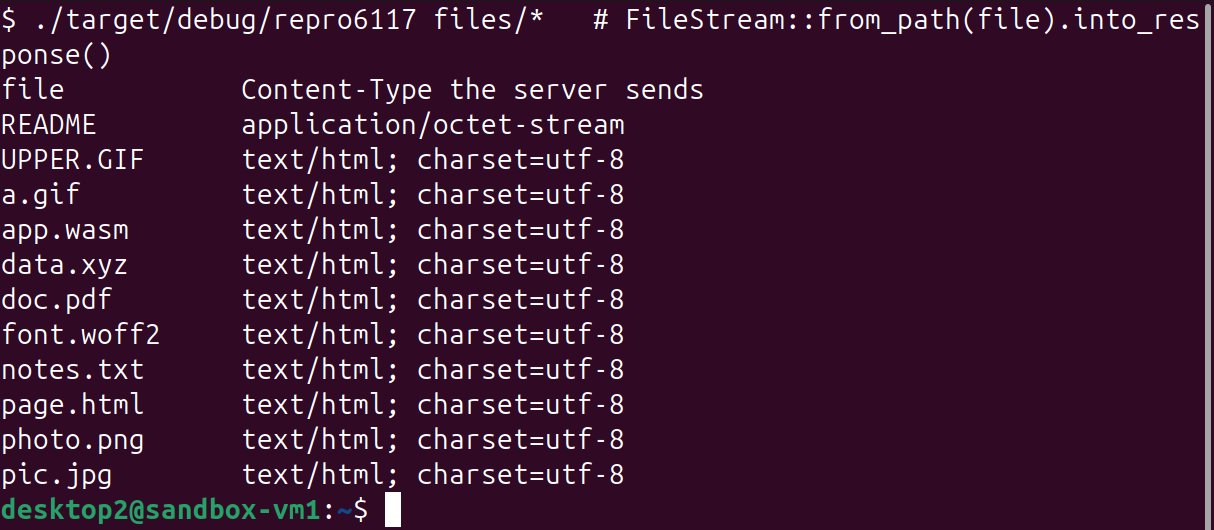 $ ./target/debug/repro6117 files/*   # FileStream::from_path(file).into_res
ponse()
file           Content-Type the server sends
README         application/octet-stream
UPPER.GIF      text/html; charset=utf-8
a.gif          text/html; charset=utf-8
app.wasm       text/html; charset=utf-8
data.xyz       text/html; charset=utf-8
doc.pdf        text/html; charset=utf-8
font.woff2     text/html; charset=utf-8
notes.txt      text/html; charset=utf-8
page.html      text/html; charset=utf-8
photo.png      text/html; charset=utf-8
pic.jpg        text/html; charset=utf-8
desktop2@sandbox-vm1:~$